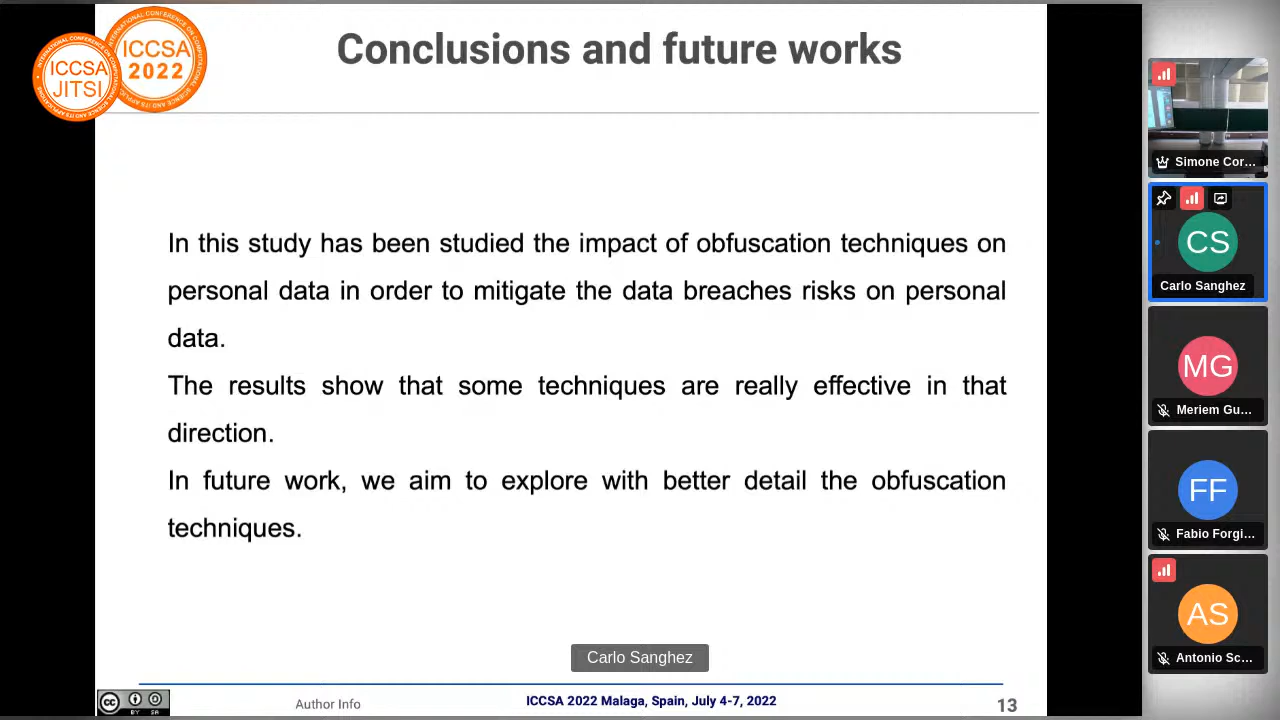 Conclusions and future works
ICCSA
JITSI
ICCSA
2022
In this study has been studied the impact of obfuscation techniques on
personal data in order to mitigate the data breaches risks on personal
data.
The results show that some techniques are really effective in that
direction.
In future work, we aim to explore with better detail the obfuscation
techniques.
Carlo Sanghez
cc
BY SA
Author Info
ICCSA 2022 Malaga, Spain, July 4-7, 2022
13
Simone Cor...
CS
Carlo Sanghez
MG
Meriem Gu...
FF
Fabio Forgi...
AS
Antonio Sc...